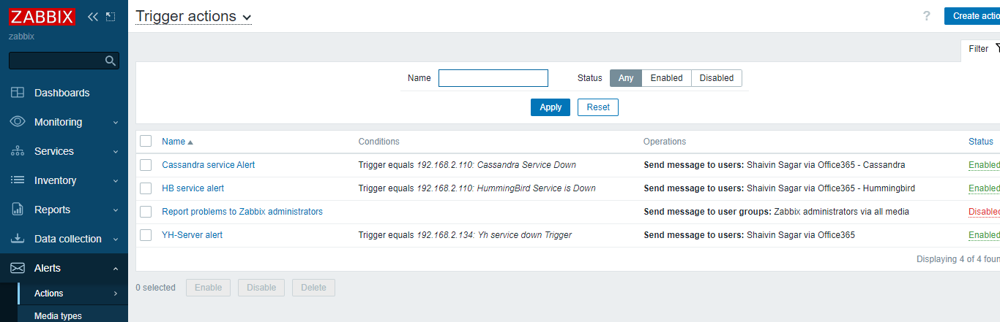 ZABBIX
zabbix
Dashboards
Monitoring
Services
Inventory
Reports
Data collection
Alerts
Actions
Media types
Trigger actions
? Create actio
Filter
Name Status Any Enabled Disabled
Apply Reset
Name Conditions Operations Status
Cassandra service Alert Trigger equals 192.168.2.110: Cassandra Service Down Send message to users: Shaivin Sagar via Office365 - Cassandra Enabled
HB service alert Trigger equals 192.168.2.110: HummingBird Service is Down Send message to users: Shaivin Sagar via Office365 - Hummingbird Enabled
Report problems to Zabbix administrators Send message to user groups: Zabbix administrators via all media Disabled
YH-Server alert Trigger equals 192.168.2.134: Yh service down Trigger Send message to users: Shaivin Sagar via Office365 Enabled
Displaying 4 of 4 foun
0 selected Enable Disable Delete